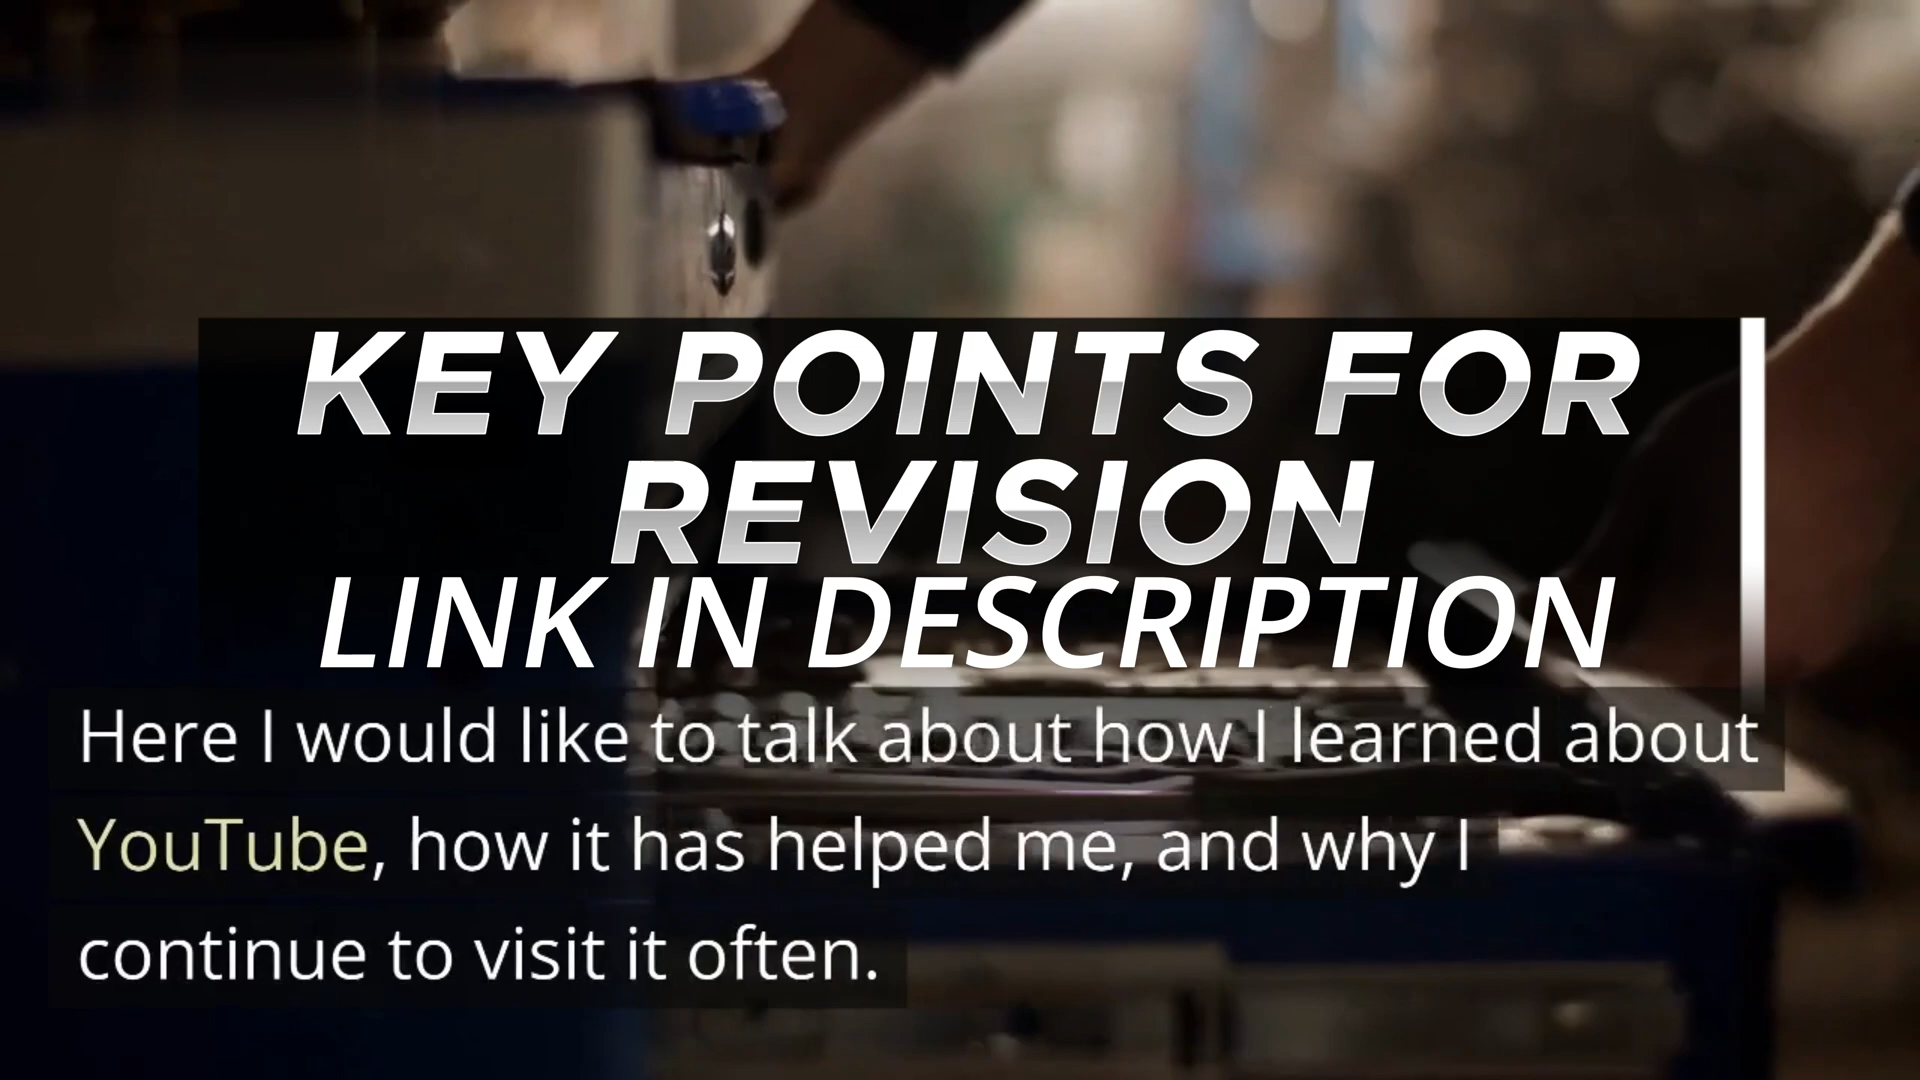 KEY POINTS FOR
REVISION
LINK IN DESCRIPTION
Here I would like to talk about how I learned about
YouTube, how it has helped me, and why I
continue to visit it often.